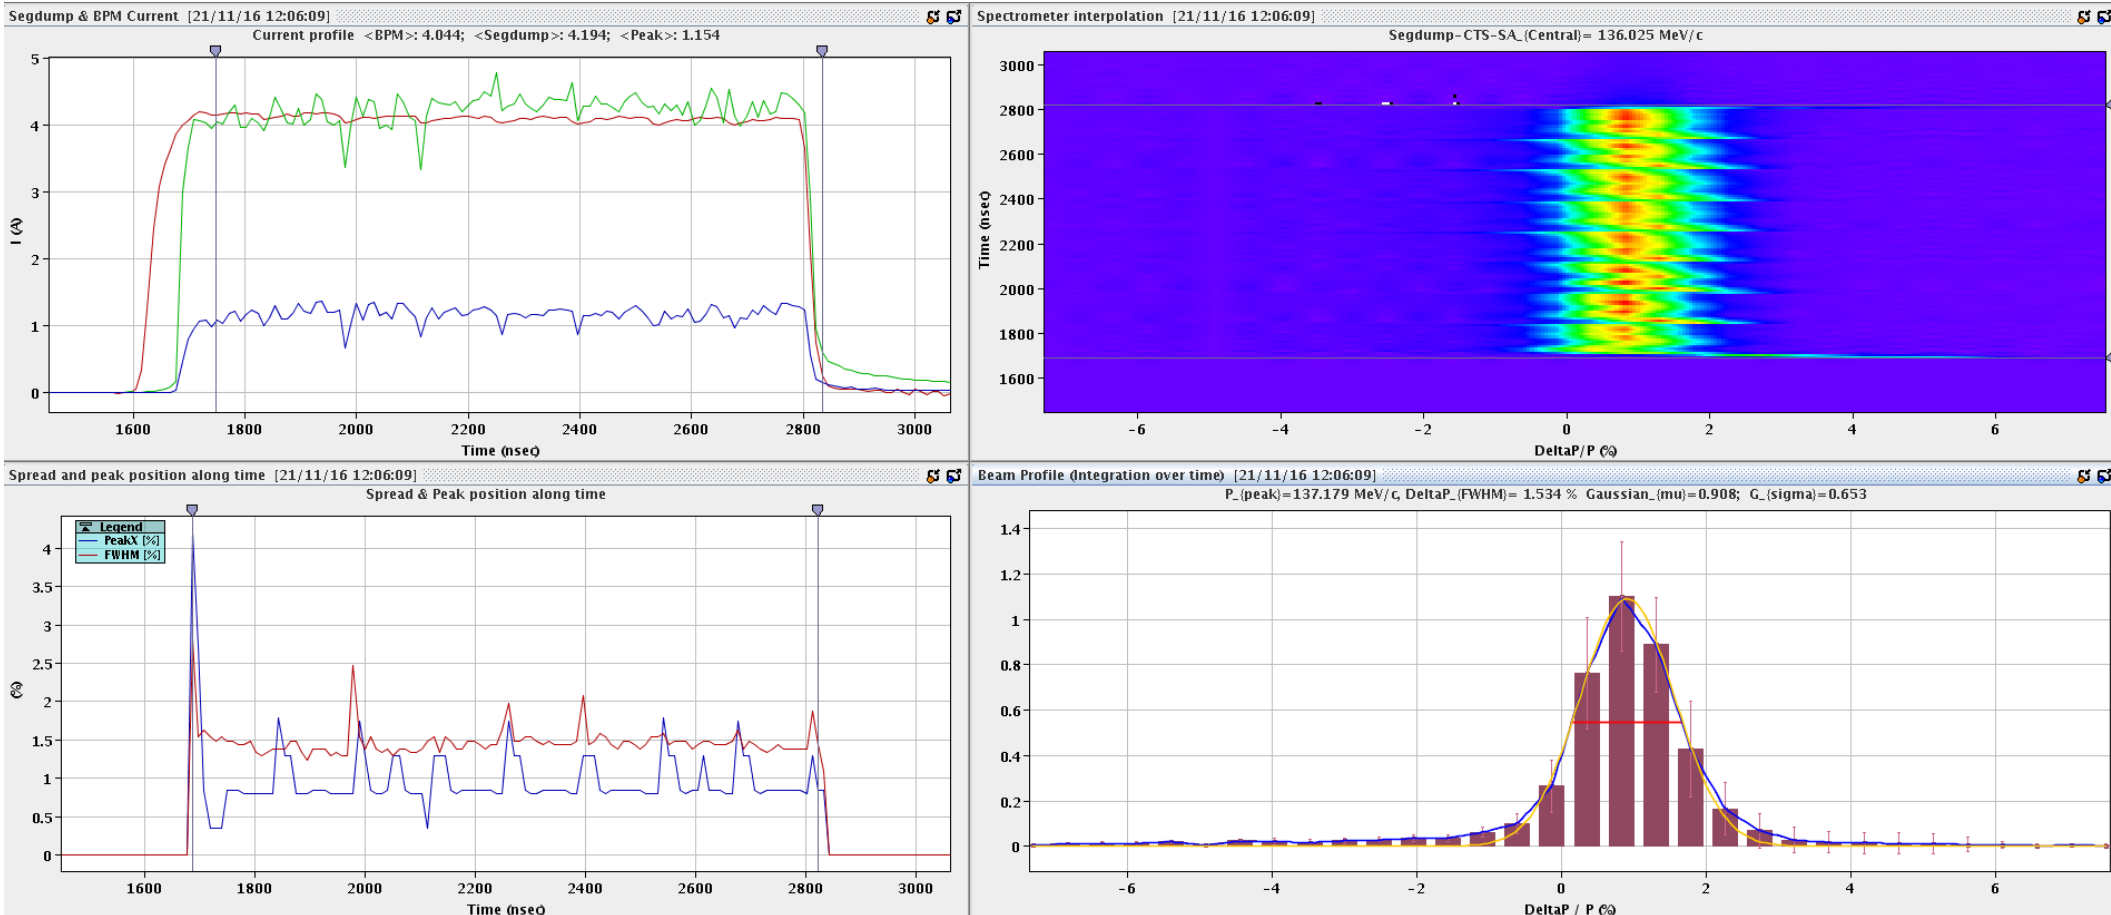 Segdump & BPM Current [21/11/16 12:06:09]
Current profile <BPM>: 4.044; <Segdump>: 4.194; <Peak>: 1.154
5
4
3
2
1
0
I (A)
1600 1800 2000 2200 2400 2600 2800 3000
Time (nsec)
Spectrometer interpolation [21/11/16 12:06:09]
Segdump-CTS-SA_{Central}= 136.025 MeV/c
3000
2800
2600
2400
2200
2000
1800
1600
Time (nsec)
-6 -4 -2 0 2 4 6
DeltaP/P (%)
Spread and peak position along time [21/11/16 12:06:09]
Spread & Peak position along time
Legend
PeakX [%]
FWHM [%]
4
3.5
3
2.5
2
1.5
1
0.5
0
(%)
1600 1800 2000 2200 2400 2600 2800 3000
Time (nsec)
Beam Profile (Integration over time) [21/11/16 12:06:09]
P_{peak}=137.179 MeV/c, DeltaP_{FWHM}= 1.534 % Gaussian_{mu}=0.908; G_{sigma}=0.653
1.4
1.2
1
0.8
0.6
0.4
0.2
0
-6 -4 -2 0 2 4 6
DeltaP / P (%)